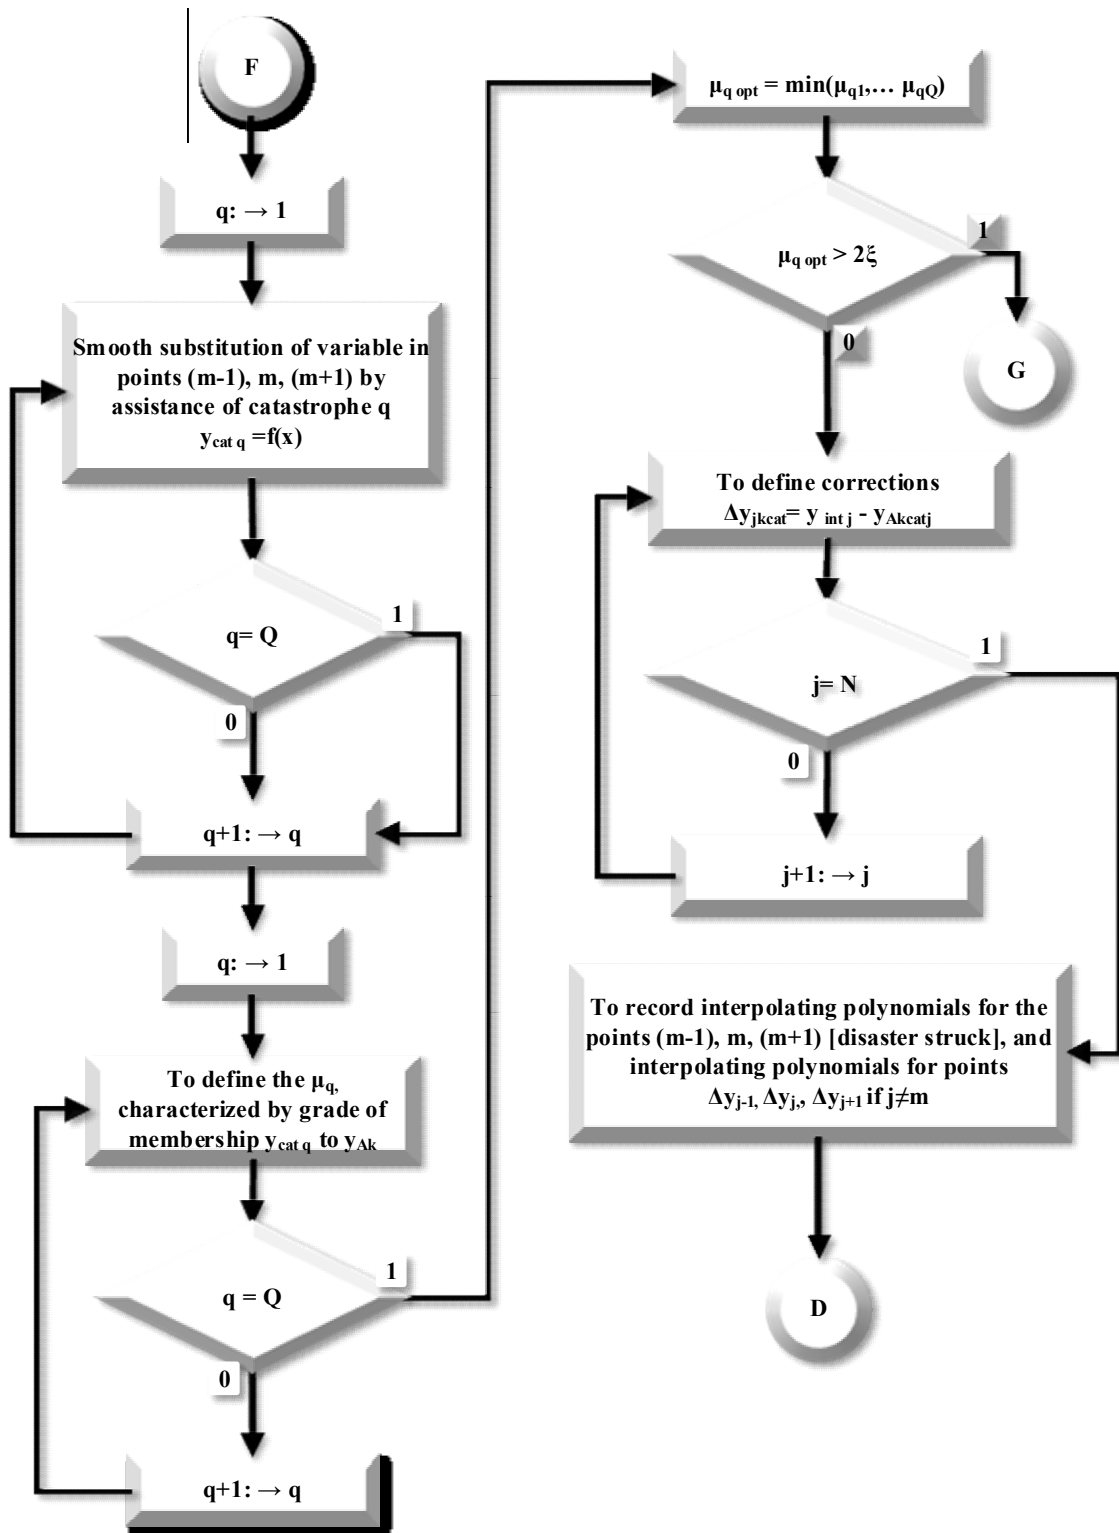 F
q: → 1
Smooth substitution of variable in
points (m-1), m, (m+1) by
assistance of catastrophe q
y cat q =f(x)
q= Q
1
0
q+1: → q
q: → 1
To define the μq,
characterized by grade of
membership ycat q to yAk
q = Q
1
0
q+1: → q
μq opt = min(μq1,… μqQ)
μq opt > 2ξ
1
0
G
To define corrections
Δyjkcat= y int j - yAkcatj
j= N
1
0
j+1: → j
To record interpolating polynomials for the
points (m-1), m, (m+1) [disaster struck], and
interpolating polynomials for points
Δyj-1, Δyj,, Δyj+1 if j≠m
D